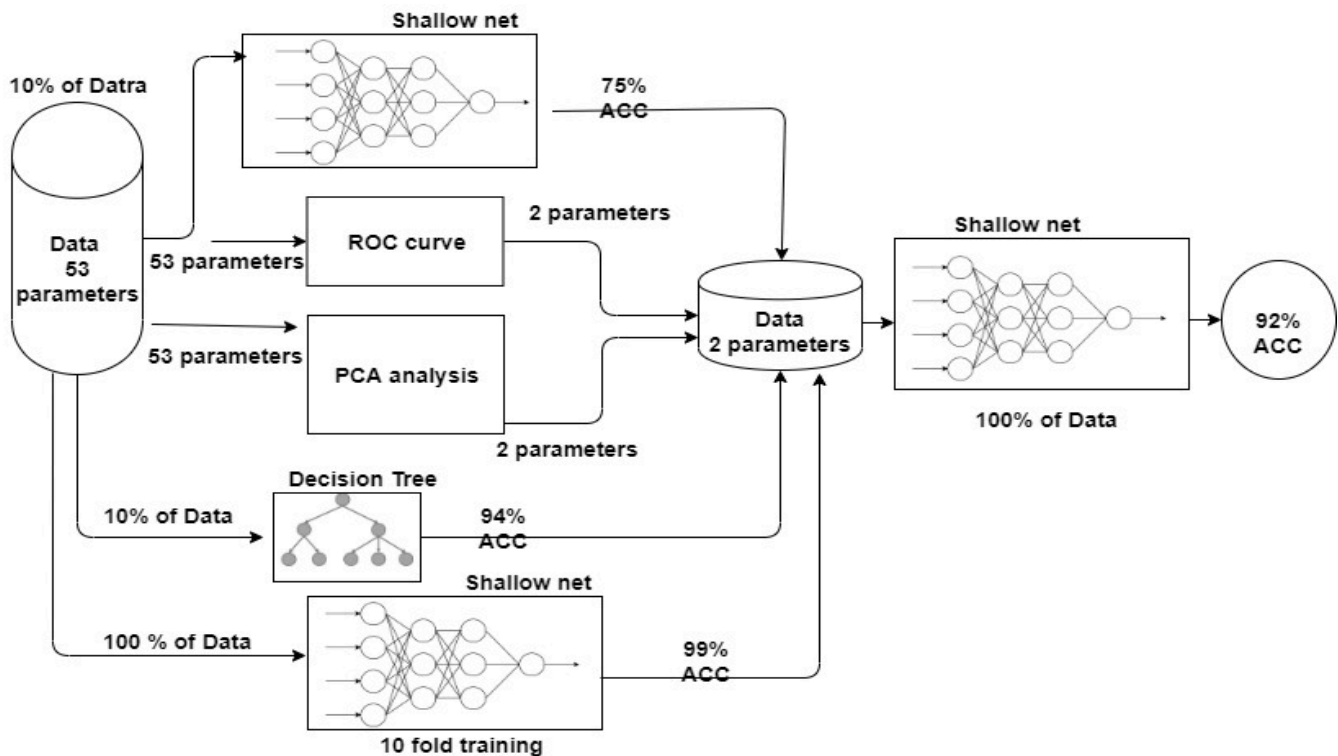 Shallow net
10% of Datra
75%
ACC
Data
53
parameters
53 parameters
ROC curve
2 parameters
53 parameters
PCA analysis
2 parameters
Data
2 parameters
Shallow net
100% of Data
92%
ACC
Decision Tree
10% of Data
94%
ACC
Shallow net
100 % of Data
99%
ACC
10 fold training